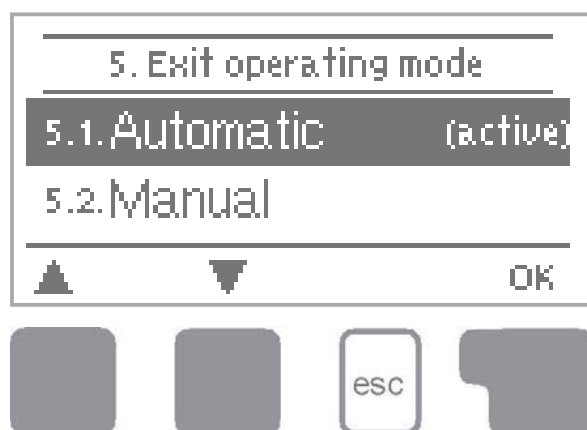 5. Exit operating mode
5.1. Automatic (active)
5.2. Manual
OK
esc